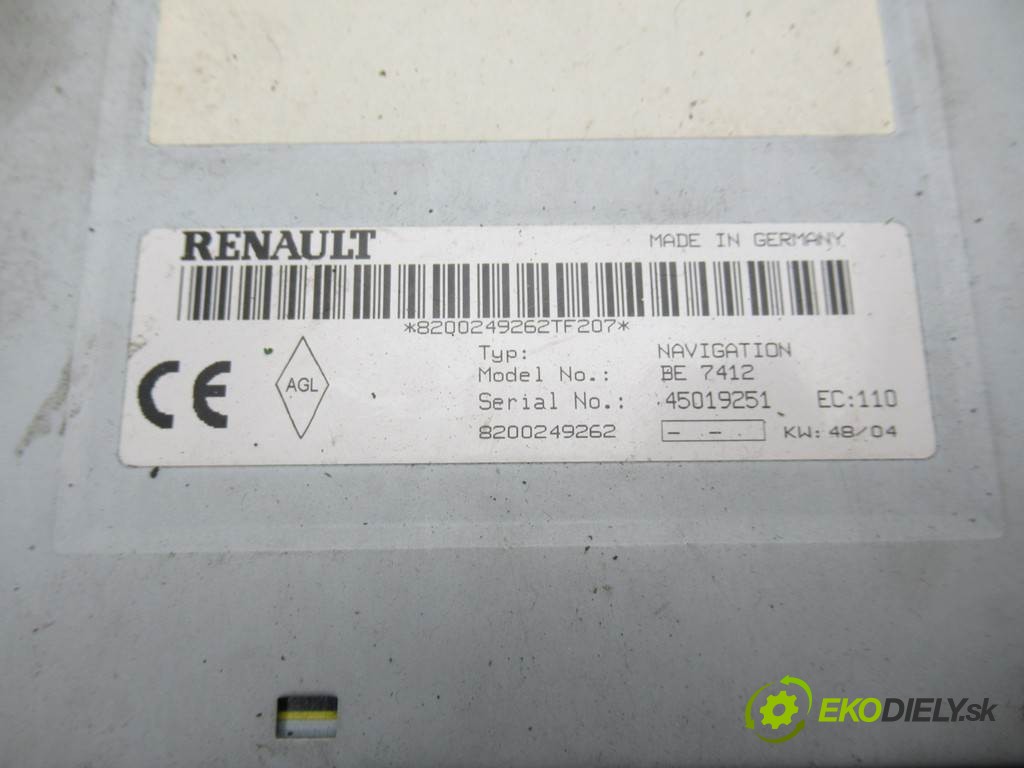 RENAULT
MADE IN GERMANY
*82Q0249262TF207*
Typ: NAVIGATION
Model No.: BE 7412
Serial No.: 45019251 EC:110
8200249262 - - - KW: 48/04
CE
AGL
EKODIELY.sk